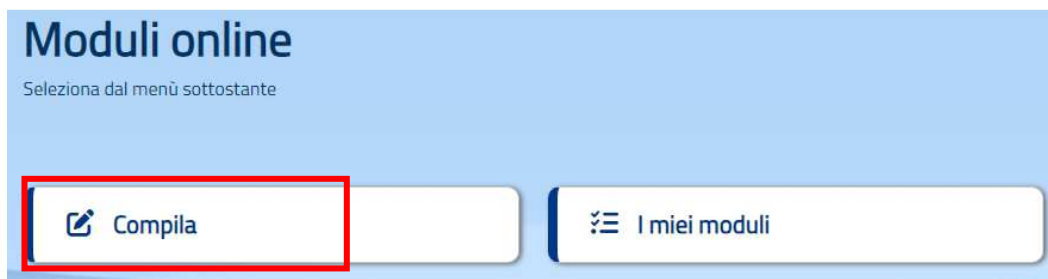 Moduli online
Seleziona dal menù sottostante
Compila
I miei moduli